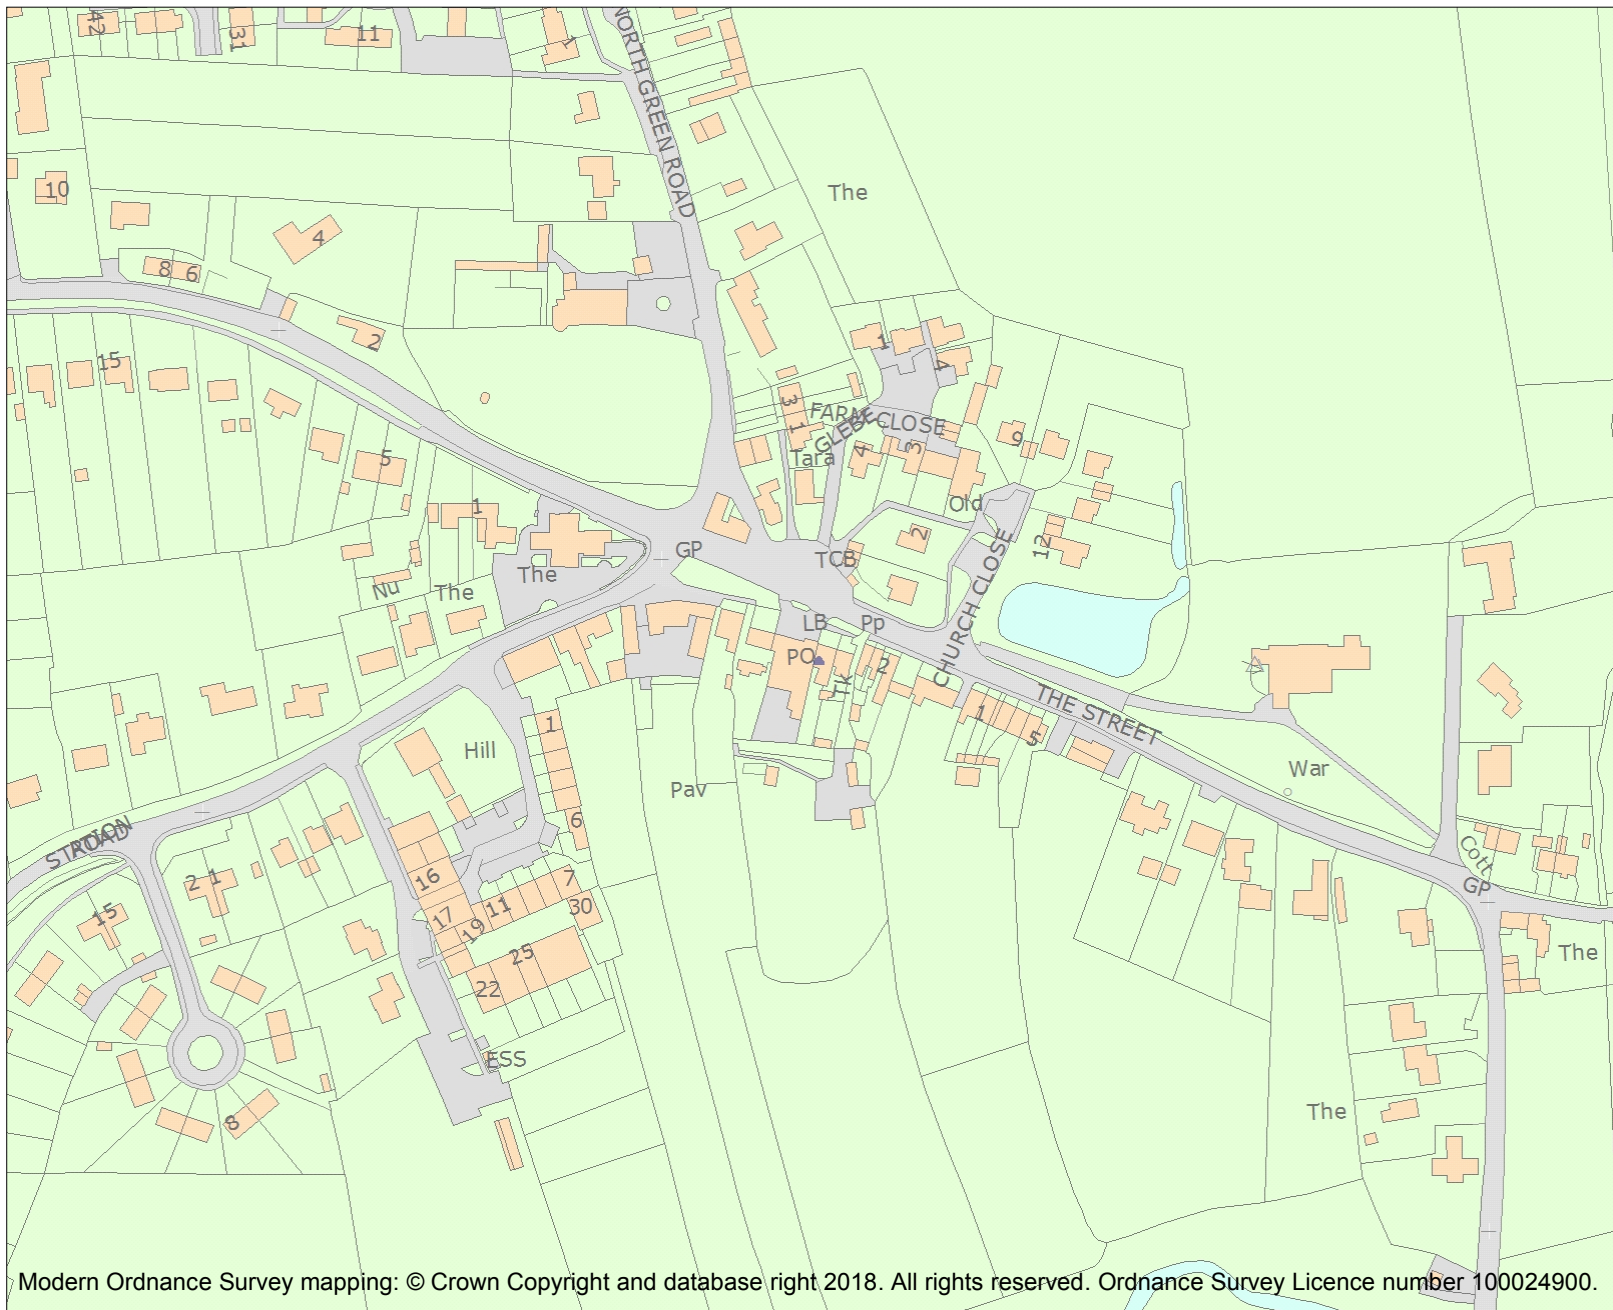 42
31
11
1
NORTH GREEN ROAD
10
The
4
8 6
2
15
1
4
3
1
FARM CLOSE
GLEBE
Tara
4
3
9
5
1
Old
2
12
GP
TCB
The
Nu
The
CHURCH CLOSE
LB
Pp
PO
2
Tk
1
THE STREET
5
1
Hill
War
Pav
6
STATION
ROAD
Cott
GP
2 1
16
7
11
30
17
19
15
25
The
22
ESS
The
8
Modern Ordnance Survey mapping: © Crown Copyright and database right 2018. All rights reserved. Ordnance Survey Licence number 100024900.